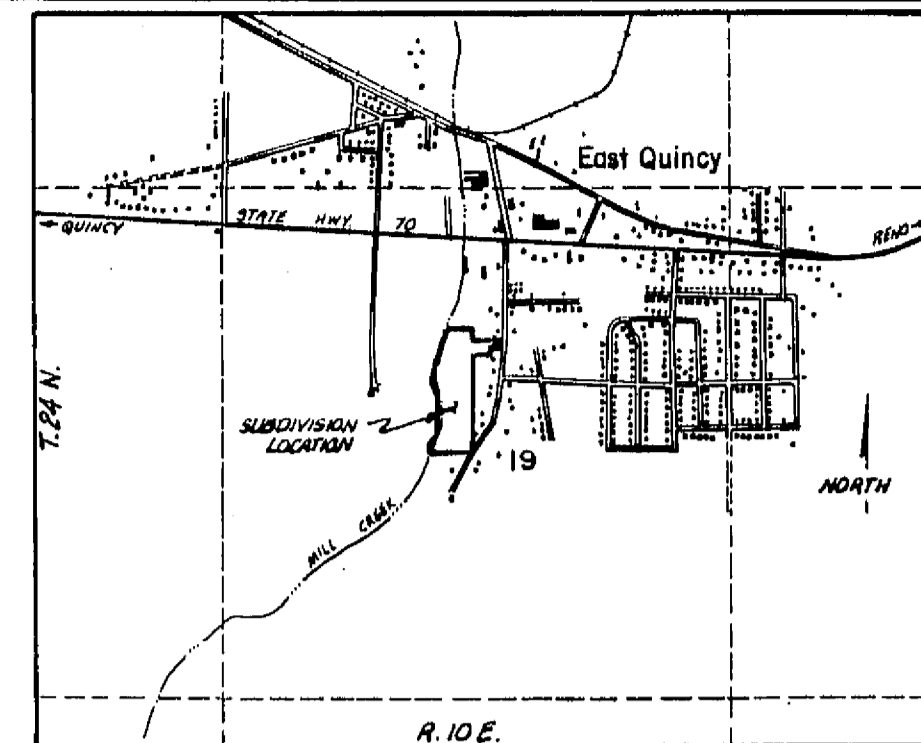 East Quincy
← QUINCY
STATE HWY. 70
RENO →
T.24 N.
SUBDIVISION
LOCATION
19
NORTH
MILL CREEK
R. 10 E.